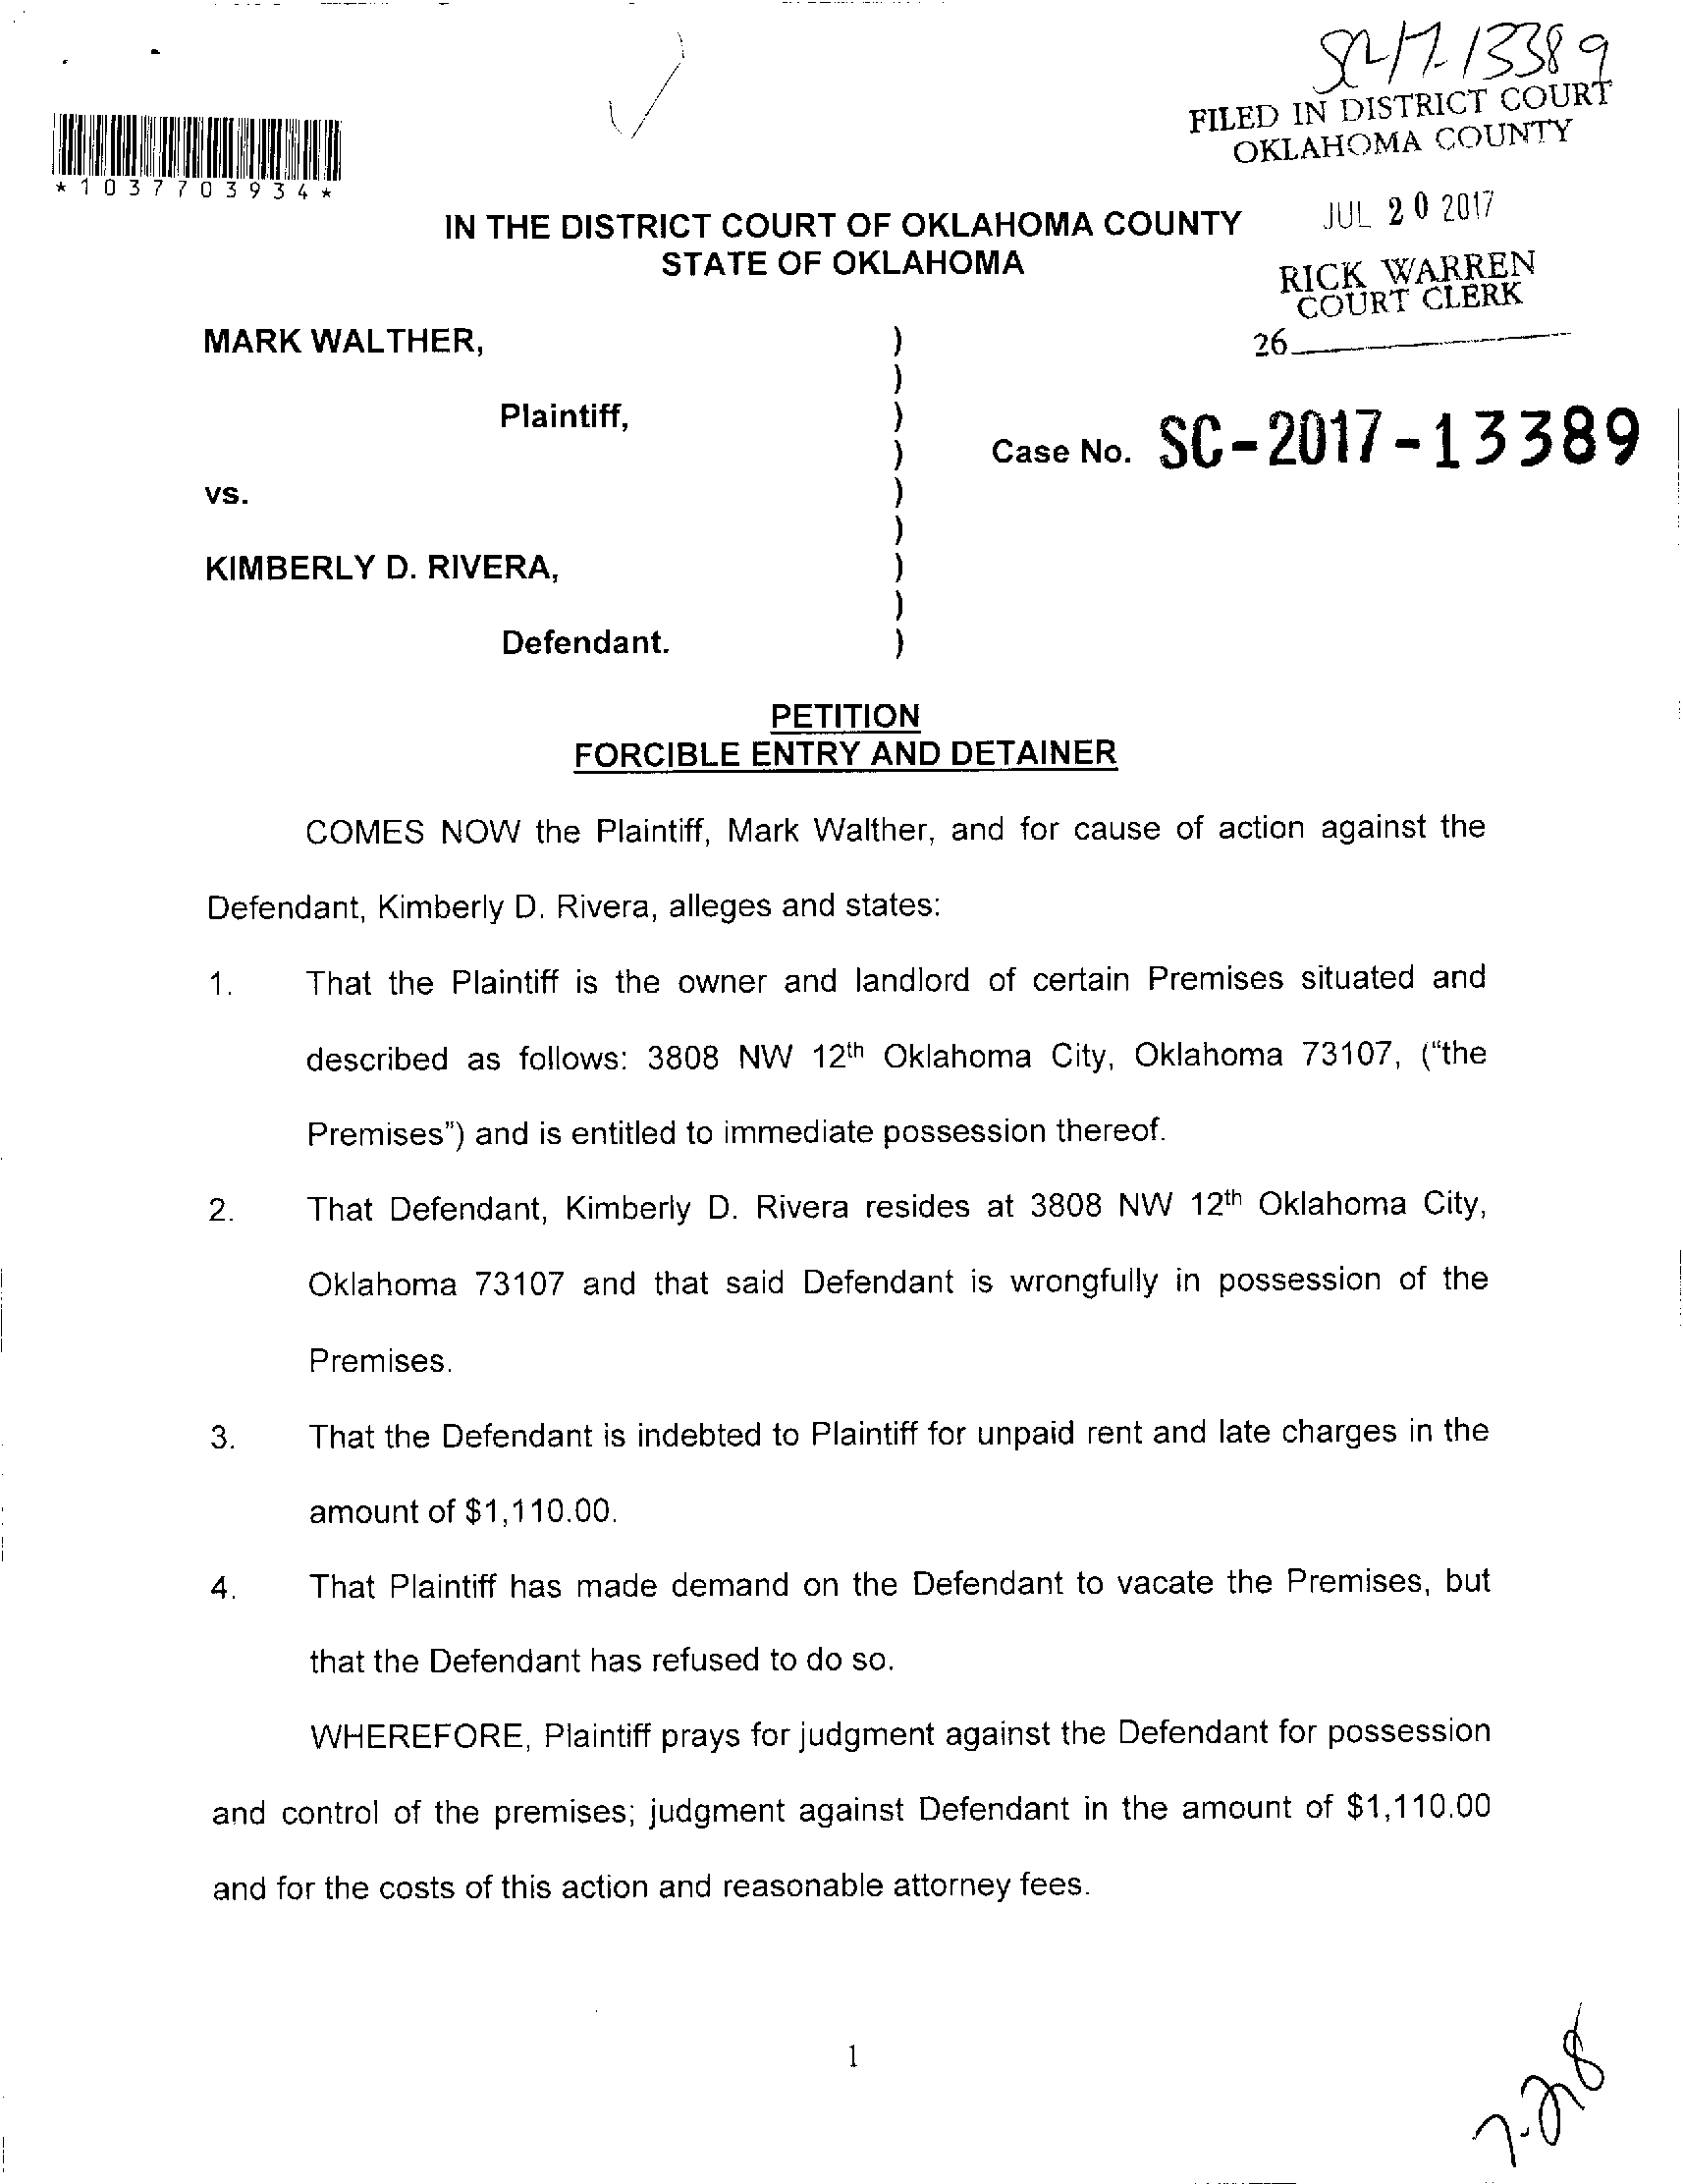 SC-17-13389
FILED IN DISTRICT COURT
OKLAHOMA COUNTY
*1037703934*
JUL 20 2017
IN THE DISTRICT COURT OF OKLAHOMA COUNTY
STATE OF OKLAHOMA
RICK WARREN
COURT CLERK
26
MARK WALTHER, )
)
Plaintiff, )
) Case No. SC-2017-13389
vs. )
)
KIMBERLY D. RIVERA, )
)
Defendant. )
PETITION
FORCIBLE ENTRY AND DETAINER
COMES NOW the Plaintiff, Mark Walther, and for cause of action against the
Defendant, Kimberly D. Rivera, alleges and states:
1. That the Plaintiff is the owner and landlord of certain Premises situated and
described as follows: 3808 NW 12th Oklahoma City, Oklahoma 73107, ("the
Premises") and is entitled to immediate possession thereof.
2. That Defendant, Kimberly D. Rivera resides at 3808 NW 12th Oklahoma City,
Oklahoma 73107 and that said Defendant is wrongfully in possession of the
Premises.
3. That the Defendant is indebted to Plaintiff for unpaid rent and late charges in the
amount of $1,110.00.
4. That Plaintiff has made demand on the Defendant to vacate the Premises, but
that the Defendant has refused to do so.
WHEREFORE, Plaintiff prays for judgment against the Defendant for possession
and control of the premises; judgment against Defendant in the amount of $1,110.00
and for the costs of this action and reasonable attorney fees.
1
7-28